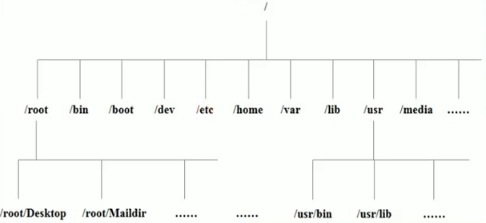 /
/root /bin /boot /dev /etc /home /var /lib /usr /media ......
/root/Desktop /root/Maildir ...... ...... /usr/bin /usr/lib ......